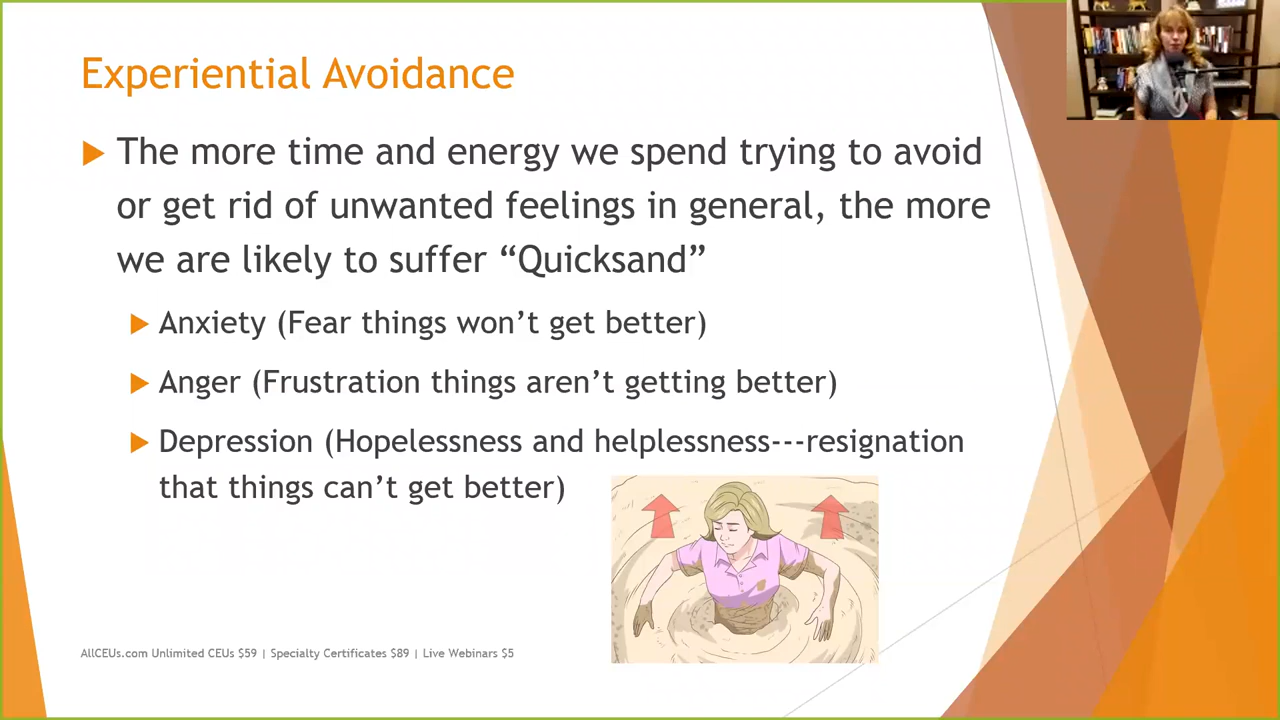 Experiential Avoidance
The more time and energy we spend trying to avoid
or get rid of unwanted feelings in general, the more
we are likely to suffer “Quicksand”
Anxiety (Fear things won’t get better)
Anger (Frustration things aren’t getting better)
Depression (Hopelessness and helplessness---resignation
that things can’t get better)
AllCEUs.com Unlimited CEUs $59 | Specialty Certificates $89 | Live Webinars $5